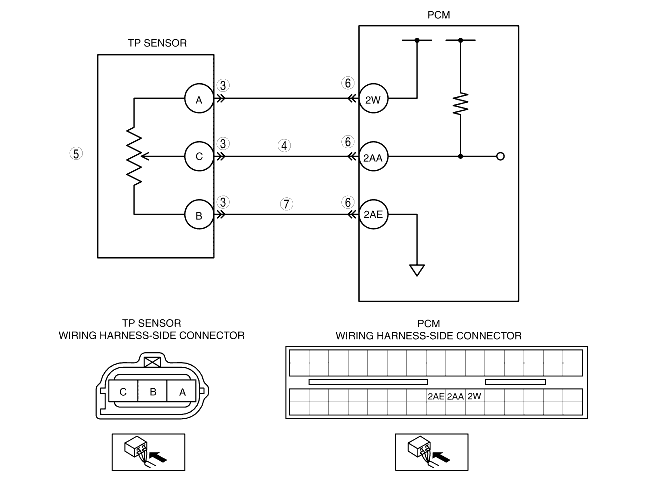 PCM
TP SENSOR
A
3
6
2W
5
C
3
4
6
2AA
B
3
7
6
2AE
TP SENSOR
WIRING HARNESS-SIDE CONNECTOR
C B A
PCM
WIRING HARNESS-SIDE CONNECTOR
2AE 2AA 2W